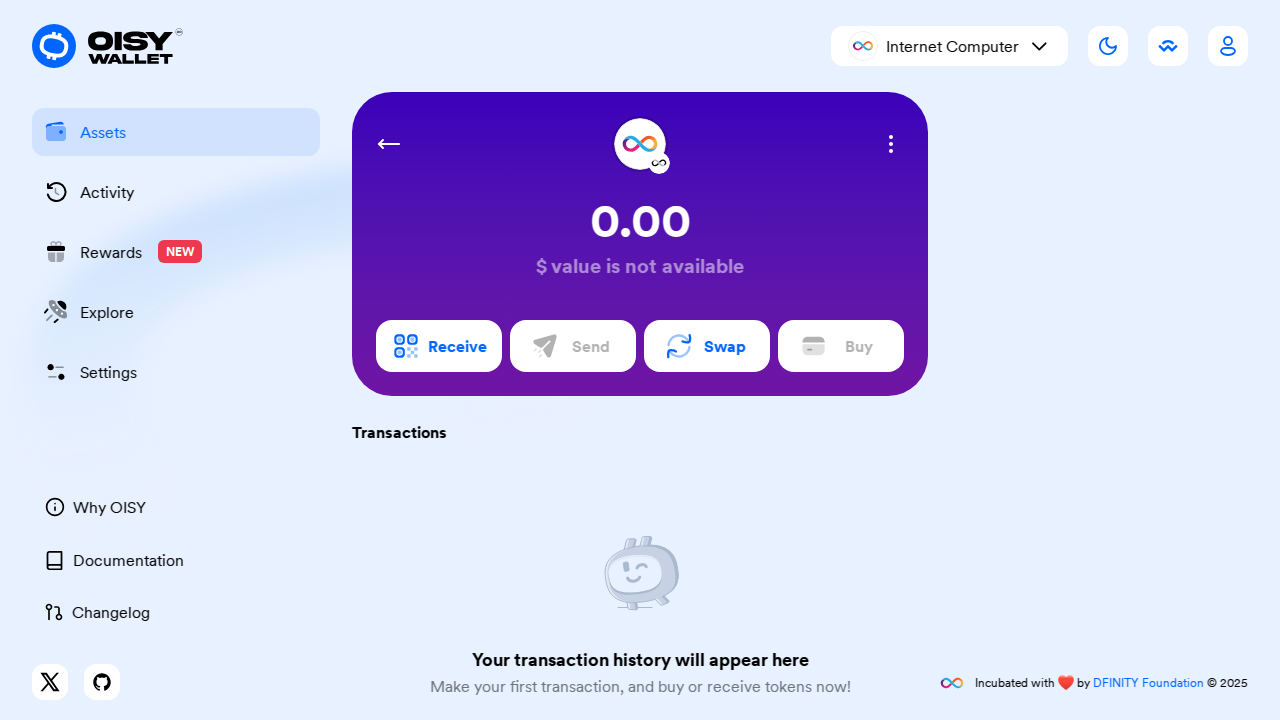 OISY
WALLET
Internet Computer
Assets
Activity
Rewards NEW
Explore
Settings
0.00
$ value is not available
Receive
Send
Swap
Buy
Transactions
Why OISY
Documentation
Changelog
Your transaction history will appear here
Make your first transaction, and buy or receive tokens now!
Incubated with ❤️ by DFINITY Foundation © 2025